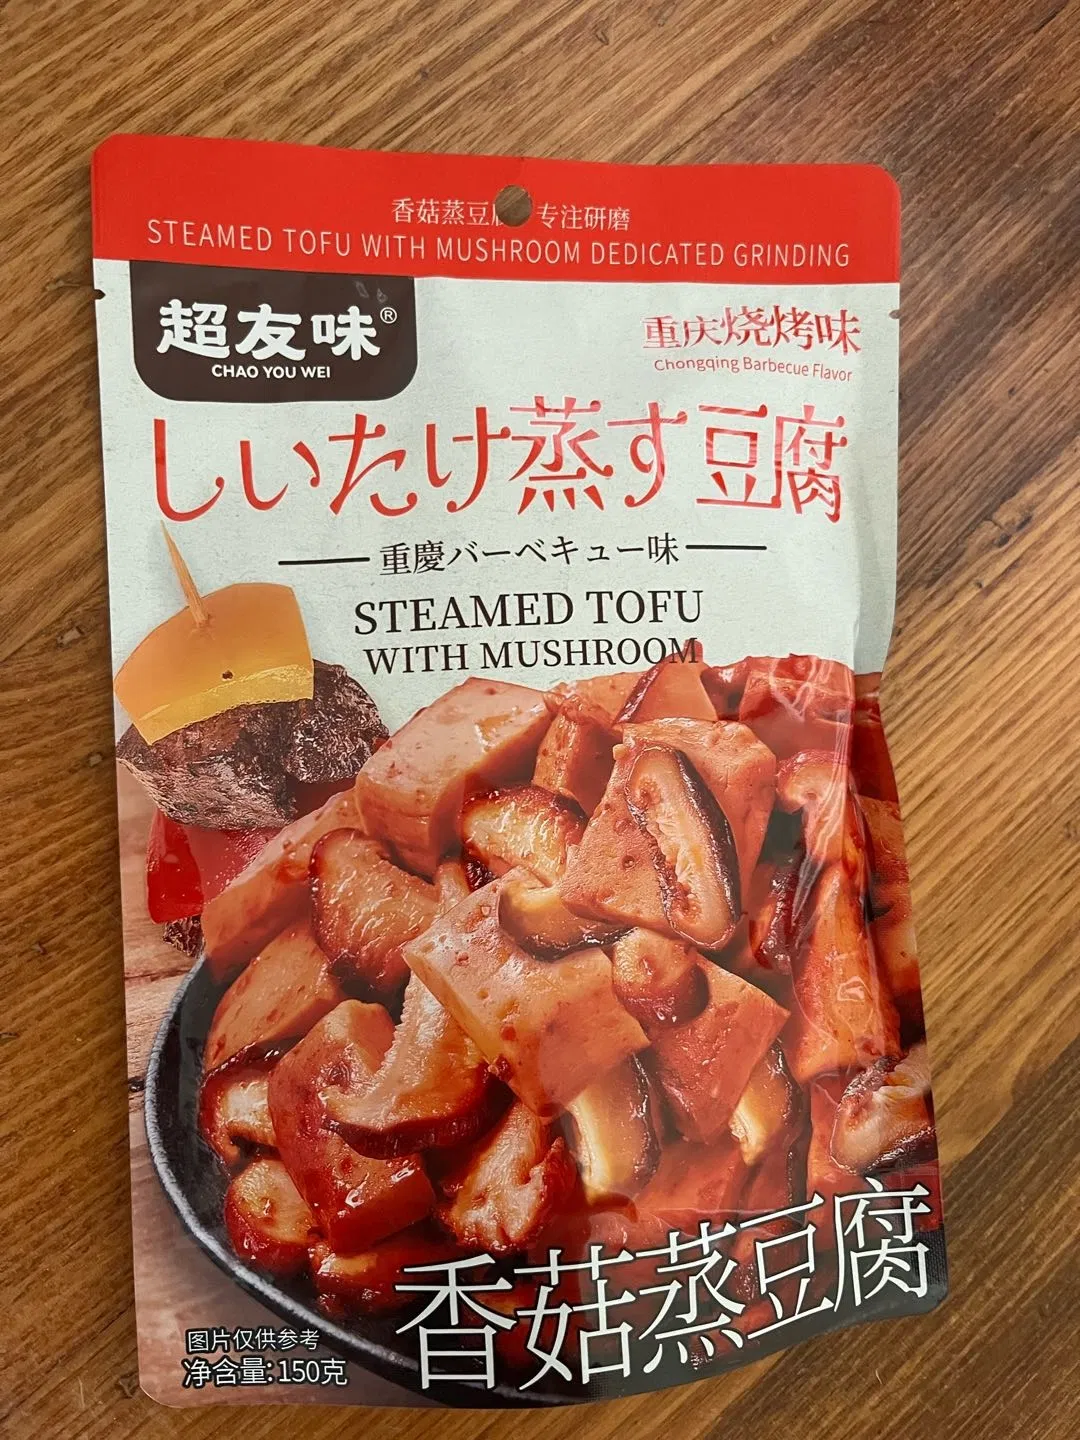 香菇蒸豆腐 专注研磨
STEAMED TOFU WITH MUSHROOM DEDICATED GRINDING
超友味®
CHAO YOU WEI
重庆烧烤味
Chongqing Barbecue Flavor
しいたけ蒸す豆腐
重慶バーベキュー味
STEAMED TOFU
WITH MUSHROOM
香菇蒸豆腐
图片仅供参考
净含量:150克